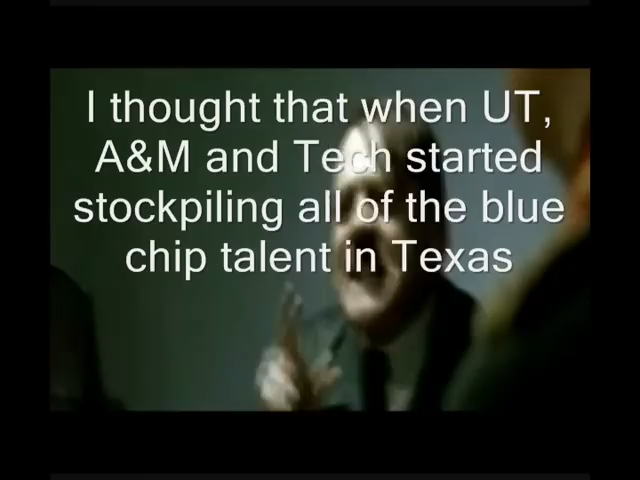 I thought that when UT,
A&M and Tech started
stockpiling all of the blue
chip talent in Texas